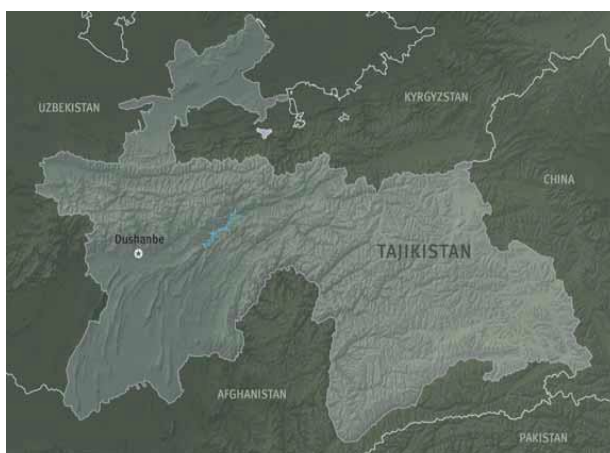 UZBEKISTAN
KYRGYZSTAN
CHINA
Dushanbe
TAJIKISTAN
AFGHANISTAN
PAKISTAN